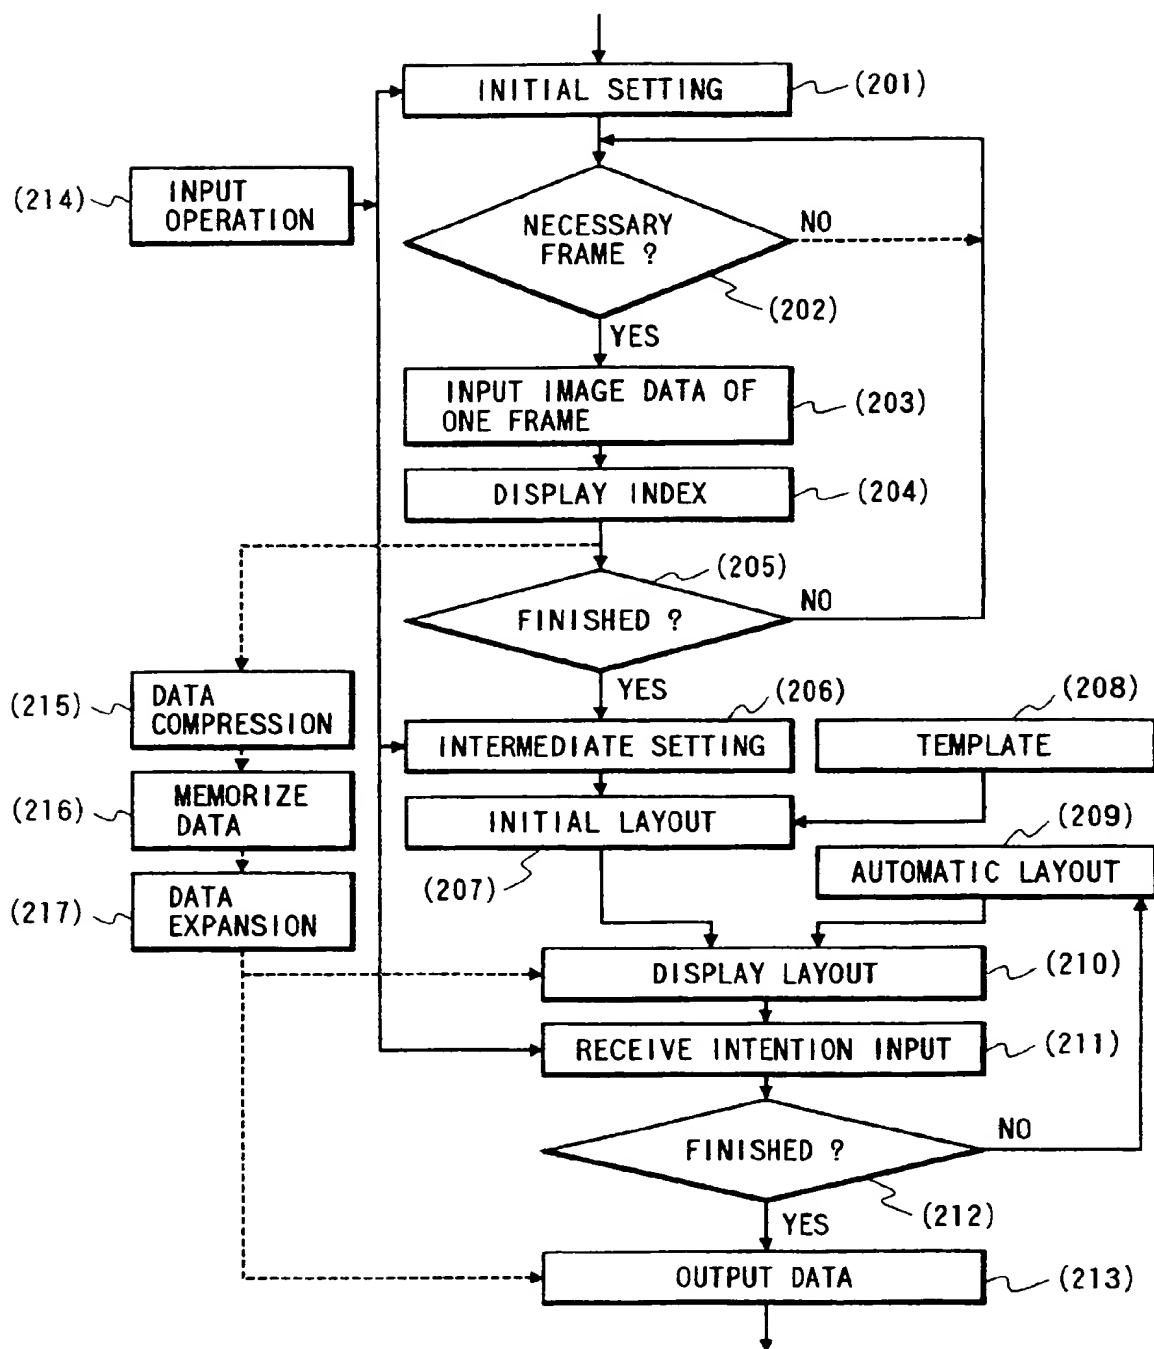 INITIAL SETTING
(201)
(214)
INPUT
OPERATION
NECESSARY
FRAME ?
NO
(202)
YES
INPUT IMAGE DATA OF
ONE FRAME
(203)
DISPLAY INDEX
(204)
(205)
FINISHED ?
NO
YES
(215)
DATA
COMPRESSION
(206)
INTERMEDIATE SETTING
(208)
TEMPLATE
(216)
MEMORIZE
DATA
INITIAL LAYOUT
(207)
(209)
AUTOMATIC LAYOUT
(217)
DATA
EXPANSION
DISPLAY LAYOUT
(210)
RECEIVE INTENTION INPUT
(211)
FINISHED ?
NO
(212)
YES
OUTPUT DATA
(213)